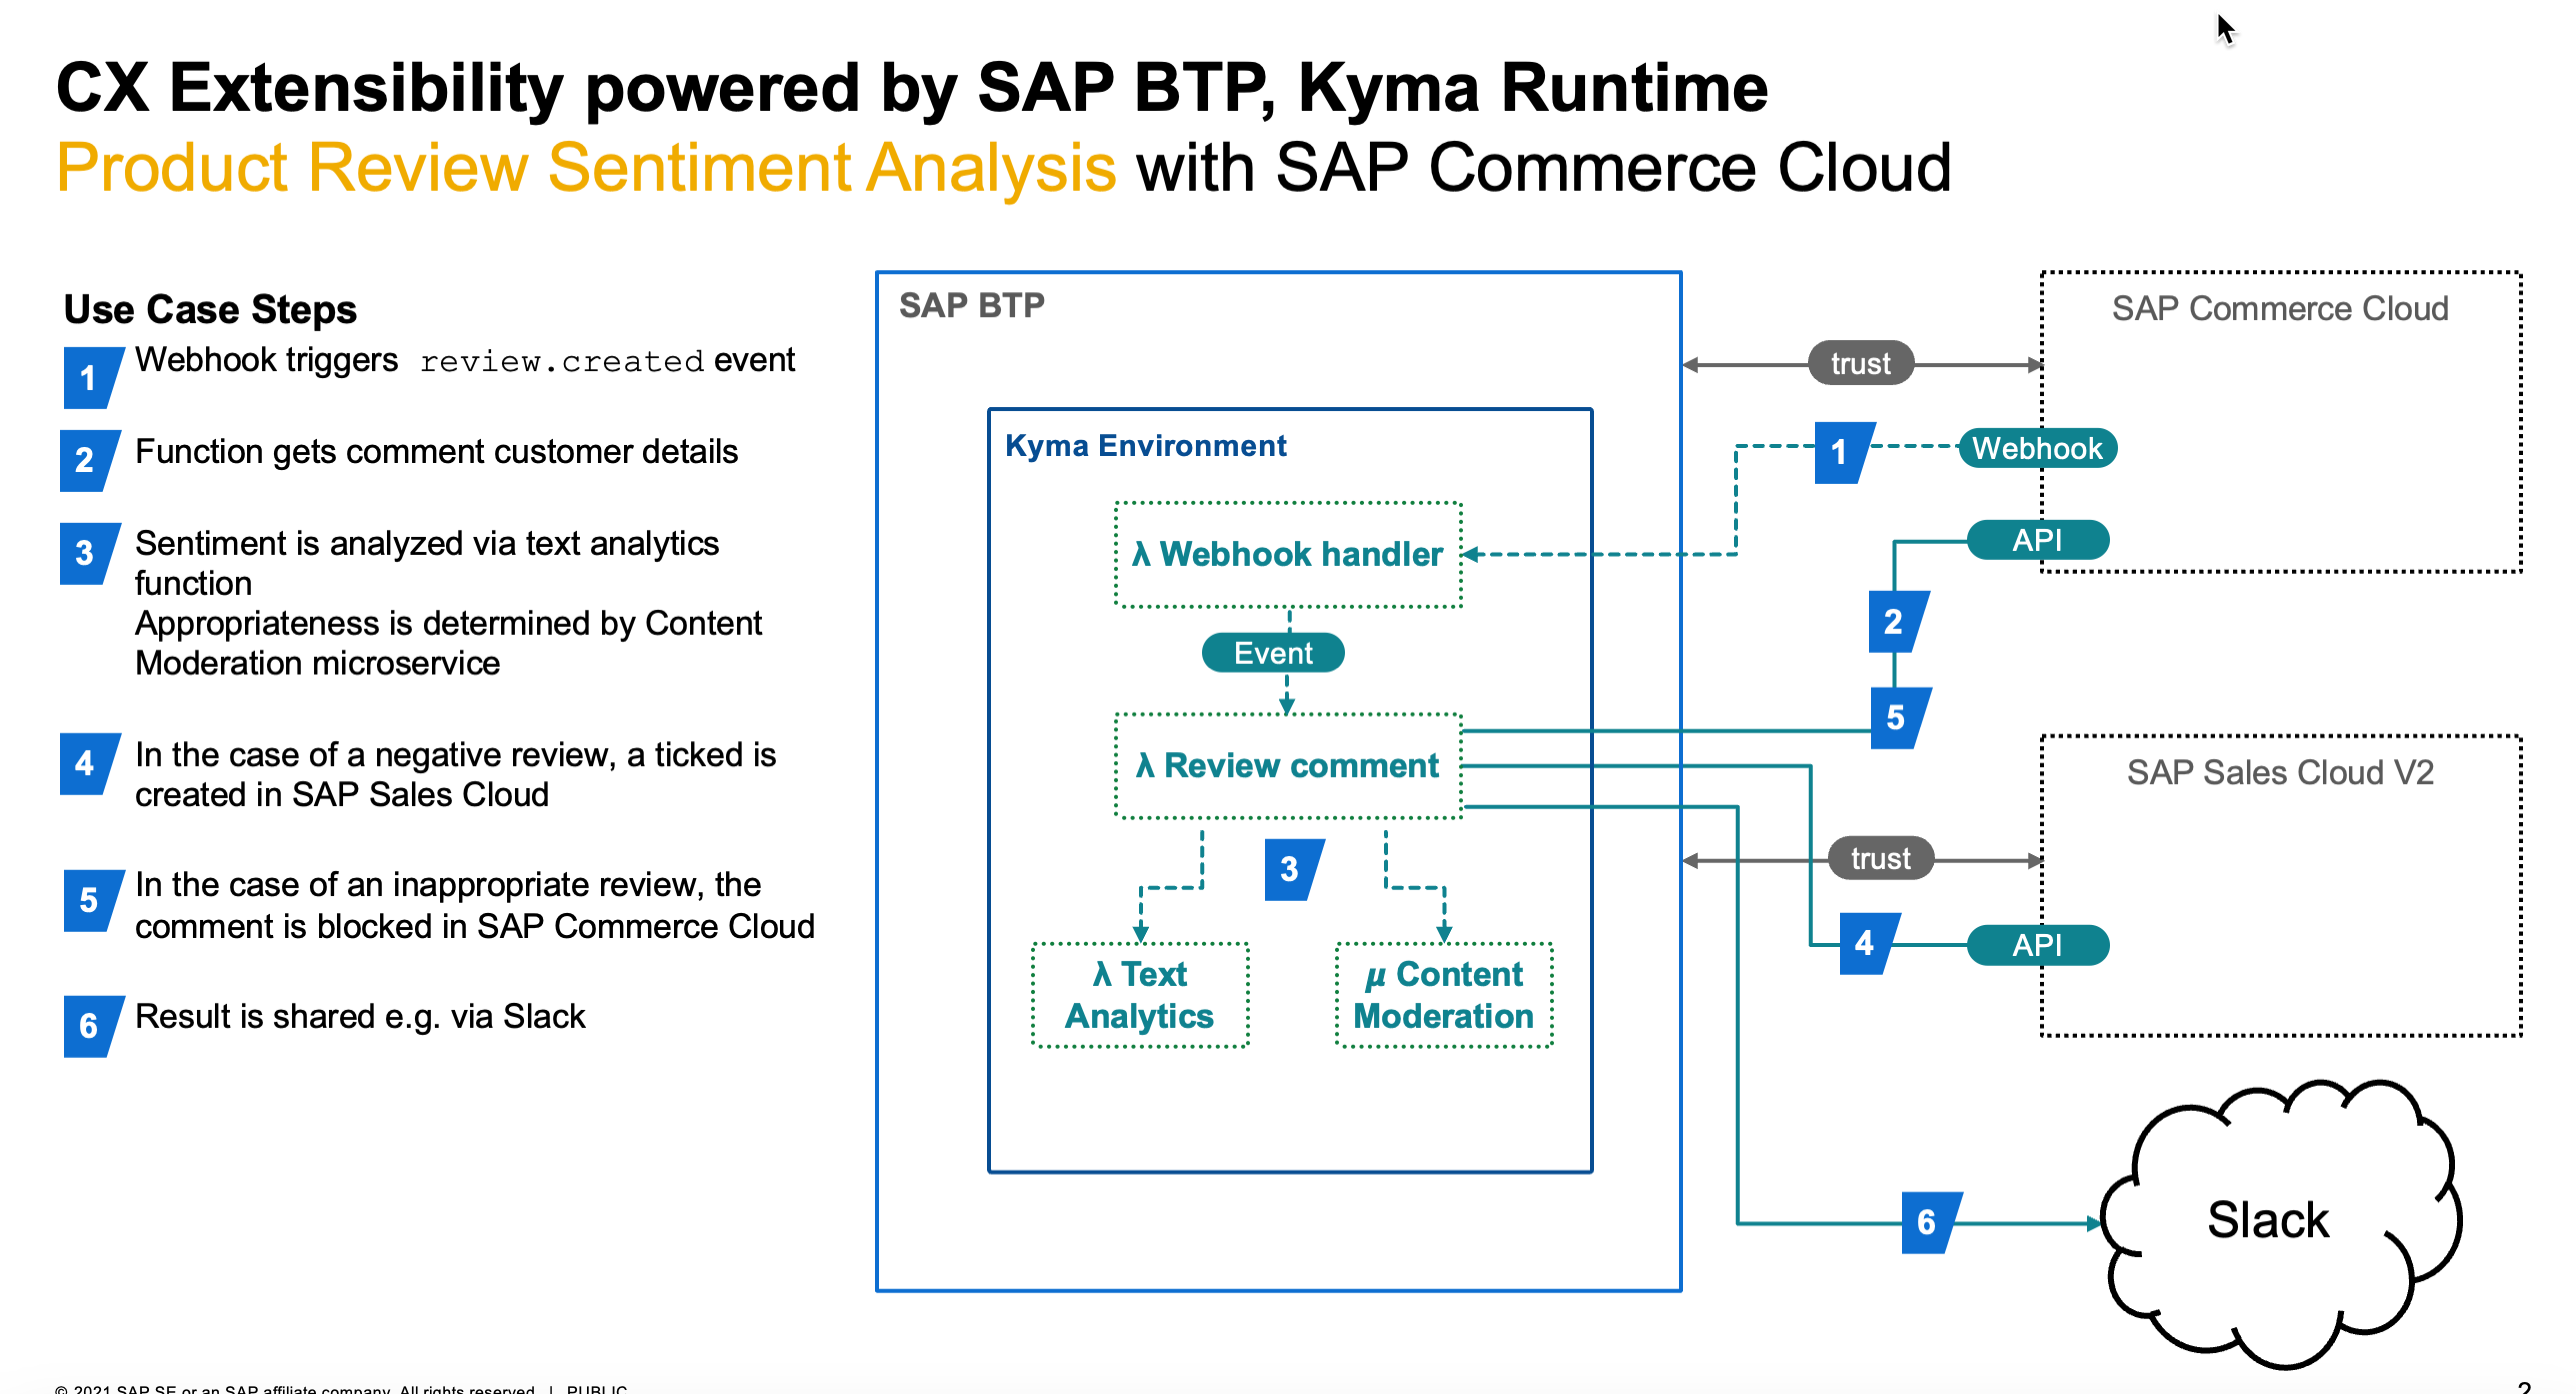 CX Extensibility powered by SAP BTP, Kyma Runtime
Product Review Sentiment Analysis with SAP Commerce Cloud
Use Case Steps
1 Webhook triggers review.created event
2 Function gets comment customer details
3 Sentiment is analyzed via text analytics
function
Appropriateness is determined by Content
Moderation microservice
4 In the case of a negative review, a ticked is
created in SAP Sales Cloud
5 In the case of an inappropriate review, the
comment is blocked in SAP Commerce Cloud
6 Result is shared e.g. via Slack
SAP BTP
Kyma Environment
λ Webhook handler
Event
λ Review comment
3
λ Text
Analytics
μ Content
Moderation
trust
1
Webhook
API
2
5
SAP Commerce Cloud
SAP Sales Cloud V2
trust
4
API
6
Slack
© 2021 SAP SE or an SAP affiliate company. All rights reserved. | PUBLIC
2